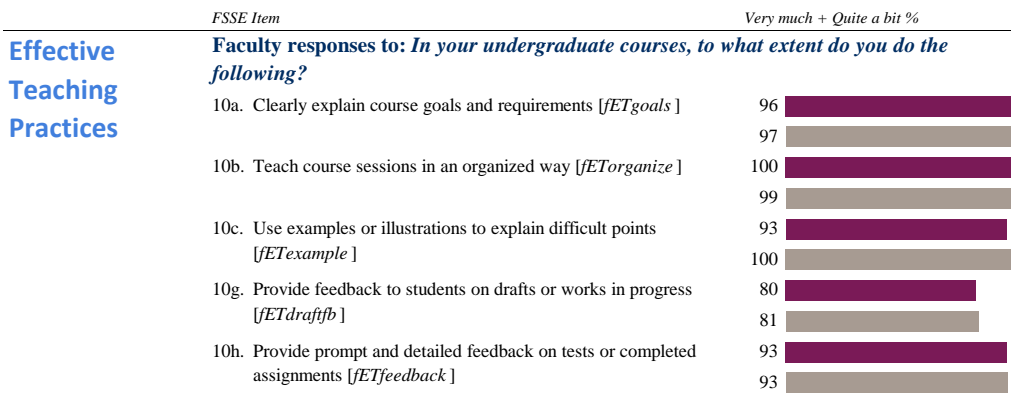 FSSE Item Very much + Quite a bit %
Effective
Teaching
Practices
Faculty responses to: In your undergraduate courses, to what extent do you do the
following?
10a. Clearly explain course goals and requirements [fETgoals ] 96
97
10b. Teach course sessions in an organized way [fETorganize ] 100
99
10c. Use examples or illustrations to explain difficult points 93
[fETexample ] 100
10g. Provide feedback to students on drafts or works in progress 80
[fETdraftfb ] 81
10h. Provide prompt and detailed feedback on tests or completed 93
assignments [fETfeedback ] 93